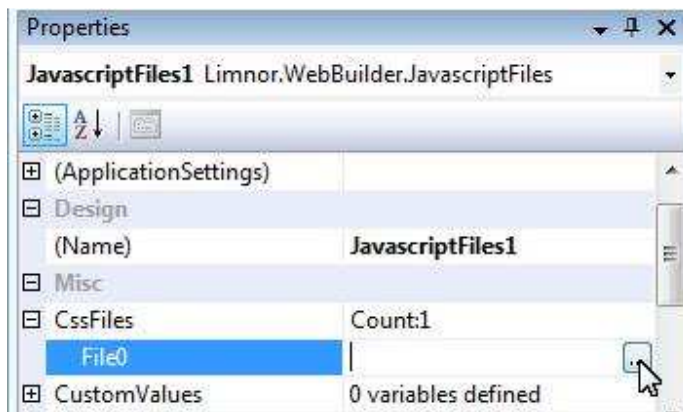 Properties
JavascriptFiles1 Limnor.WebBuilder.JavascriptFiles
A Z
(ApplicationSettings)
Design
(Name) JavascriptFiles1
Misc
CssFiles Count:1
File0 ...
CustomValues 0 variables defined